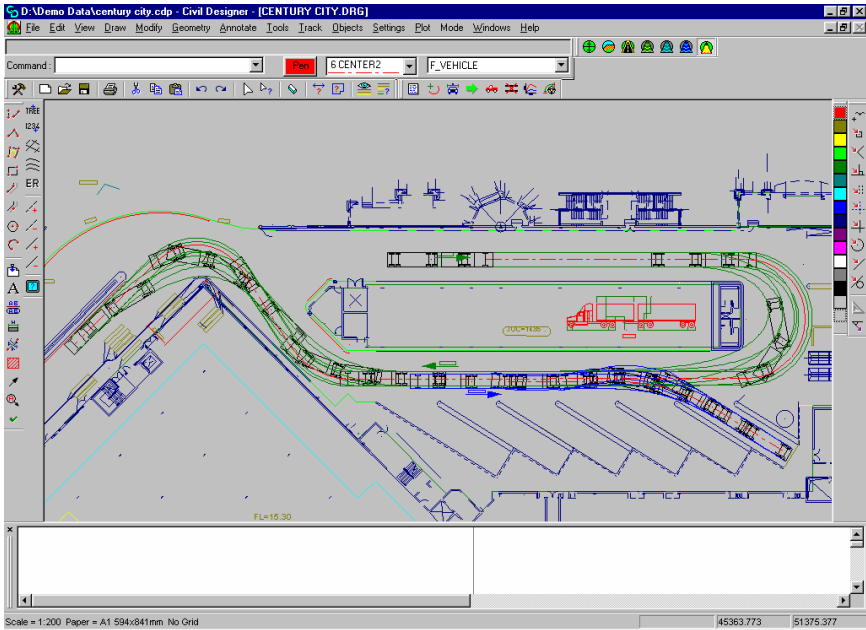 D:\Demo Data\century city.cdp - Civil Designer - [CENTURY CITY.DRG]
File Edit View Draw Modify Geometry Annotate Tools Track Objects Settings Plot Mode Windows Help
Command : Pen 6 CENTER2 F_VEHICLE
TREE
1234
ER
A
FL=15.30
Scale = 1:200 Paper = A1 594x841mm No Grid 45363.773 51375.377